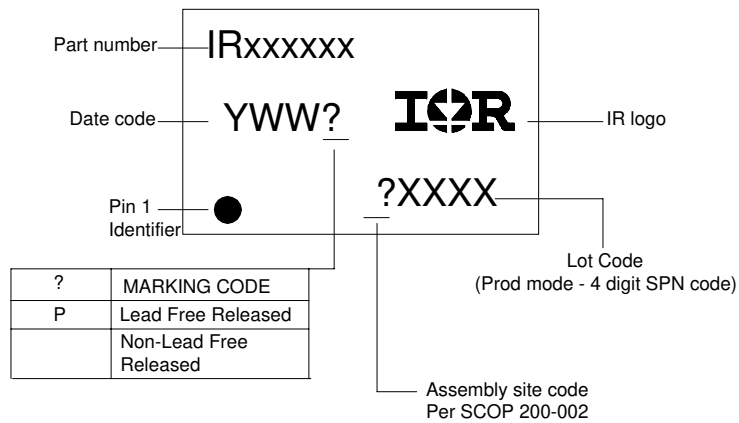 Part number
IRxxxxxx
Date code
YWW?
IOR
IR logo
?XXXX
Pin 1
Identifier
Lot Code
(Prod mode - 4 digit SPN code)
? MARKING CODE
P Lead Free Released
Non-Lead Free
Released
Assembly site code
Per SCOP 200-002